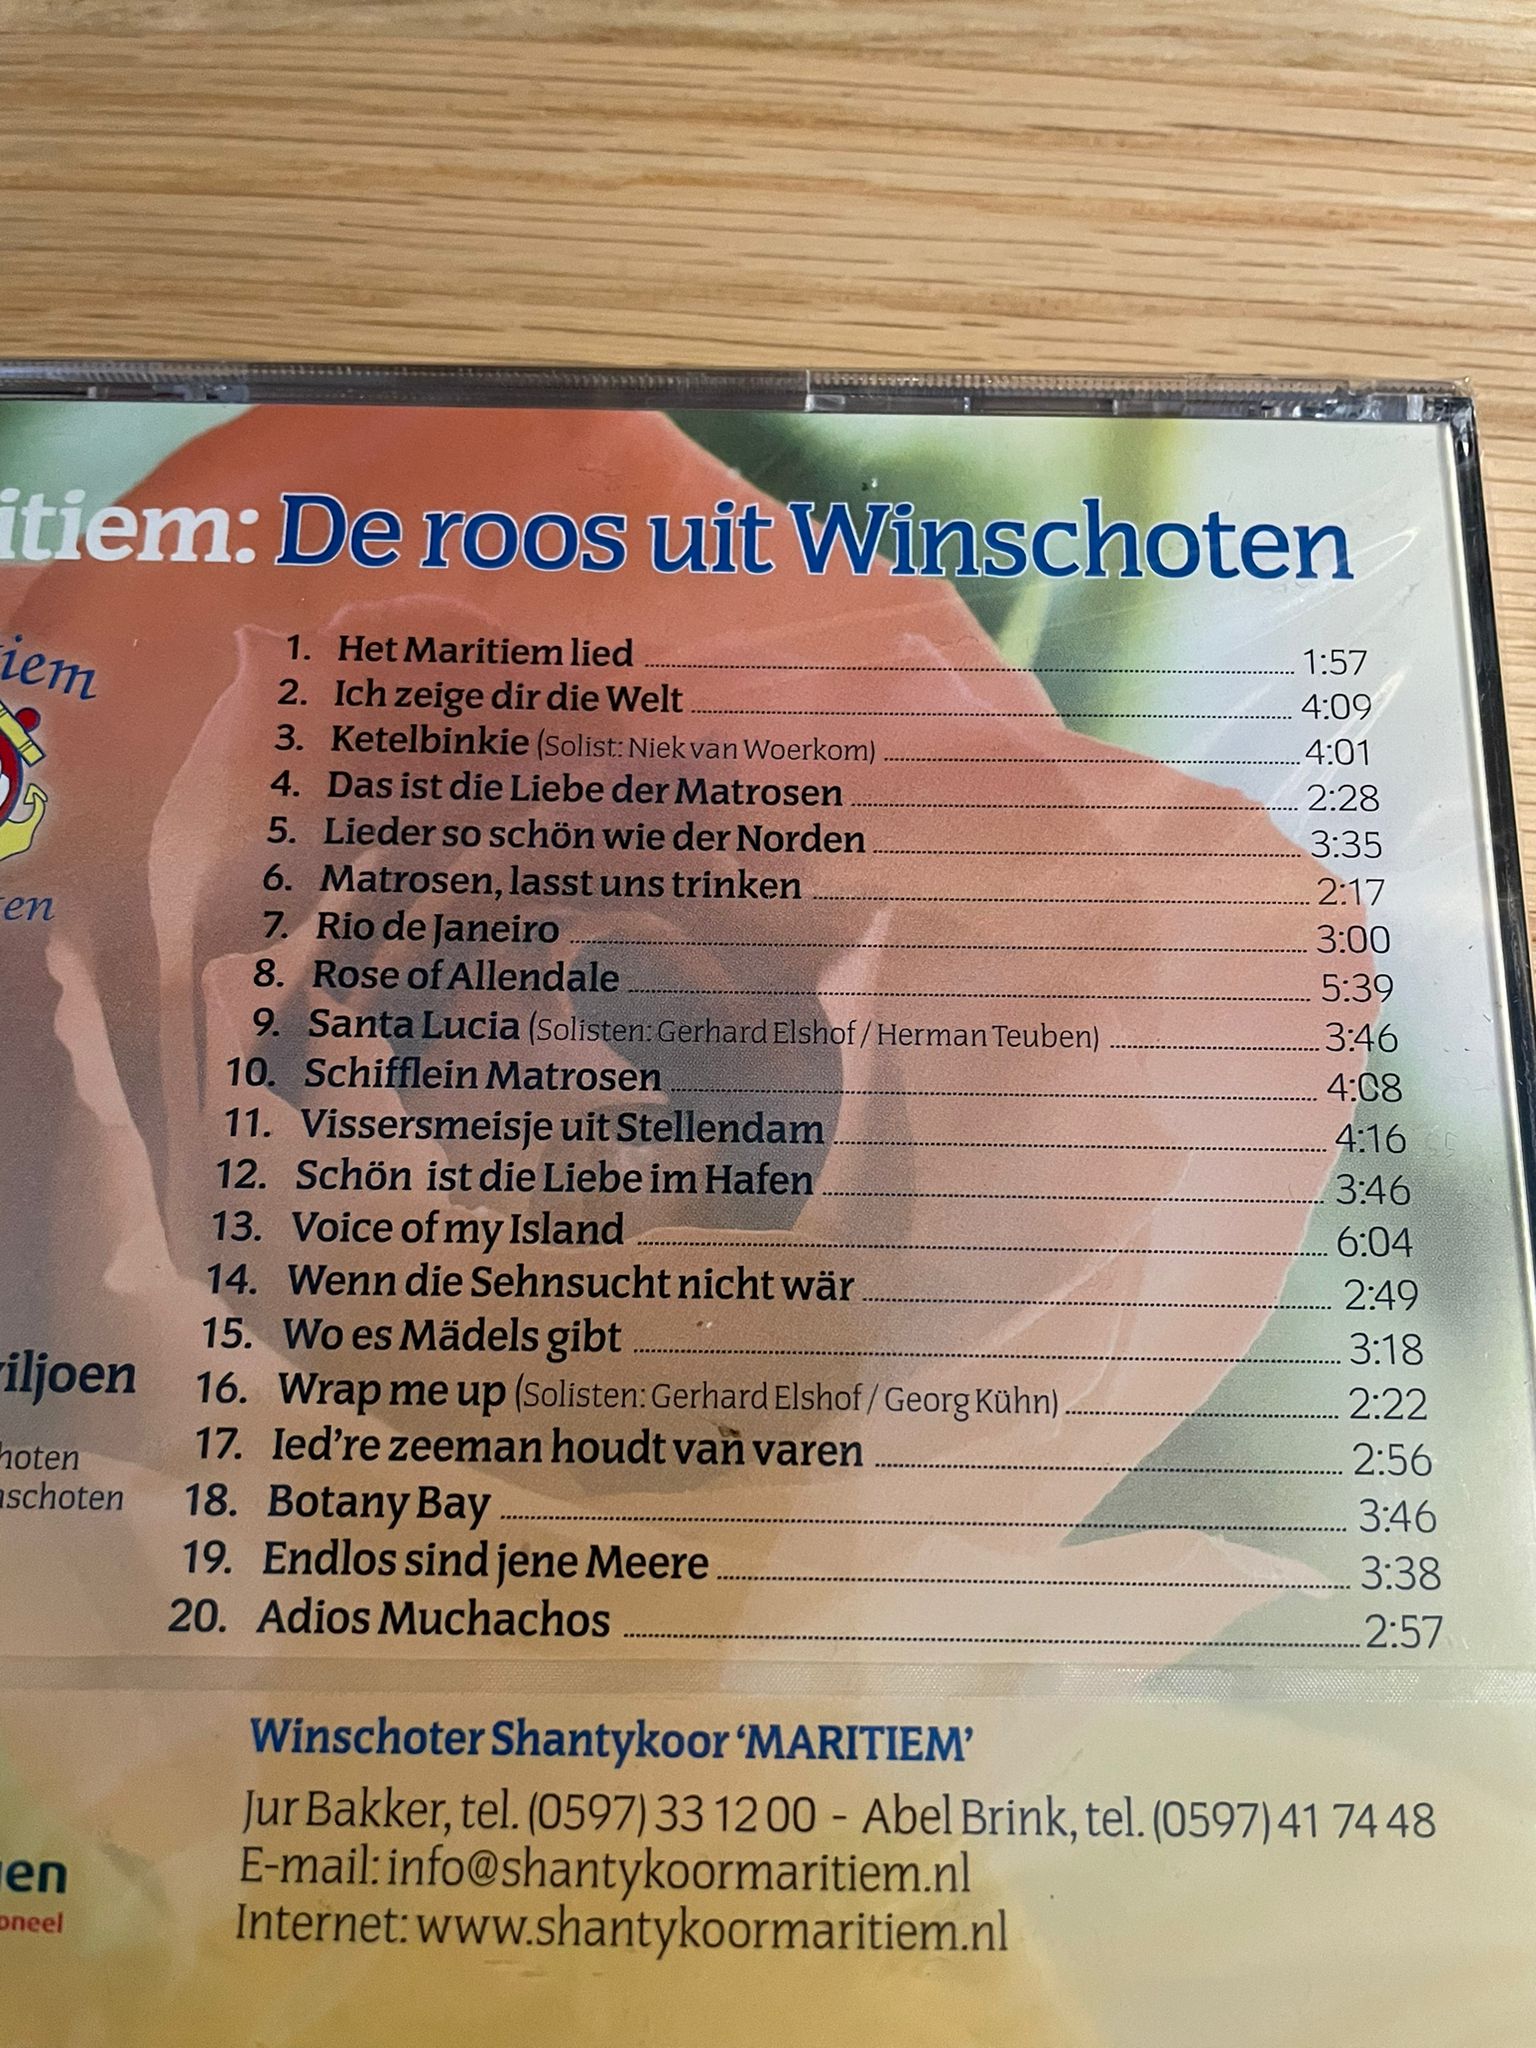 itiem: De roos uit Winschoten
tiem
en
1. Het Maritiem lied 1:57
2. Ich zeige dir die Welt 4:09
3. Ketelbinkie (Solist: Niek van Woerkom) 4:01
4. Das ist die Liebe der Matrosen 2:28
5. Lieder so schön wie der Norden 3:35
6. Matrosen, lasst uns trinken 2:17
7. Rio de Janeiro 3:00
8. Rose of Allendale 5:39
9. Santa Lucia (Solisten: Gerhard Elshof / Herman Teuben) 3:46
10. Schifflein Matrosen 4:08
11. Vissersmeisje uit Stellendam 4:16
12. Schön ist die Liebe im Hafen 3:46
13. Voice of my Island 6:04
14. Wenn die Sehnsucht nicht wär 2:49
15. Wo es Mädels gibt 3:18
16. Wrap me up (Solisten: Gerhard Elshof / Georg Kühn) 2:22
17. Ied're zeeman houdt van varen 2:56
18. Botany Bay 3:46
19. Endlos sind jene Meere 3:38
20. Adios Muchachos 2:57
iljoen
hoten
nschoten
Winschoter Shantykoor ‘MARITIEM’
Jur Bakker, tel. (0597) 33 12 00 - Abel Brink, tel. (0597) 41 74 48
E-mail: info@shantykoormaritiem.nl
Internet: www.shantykoormaritiem.nl
en
oneel